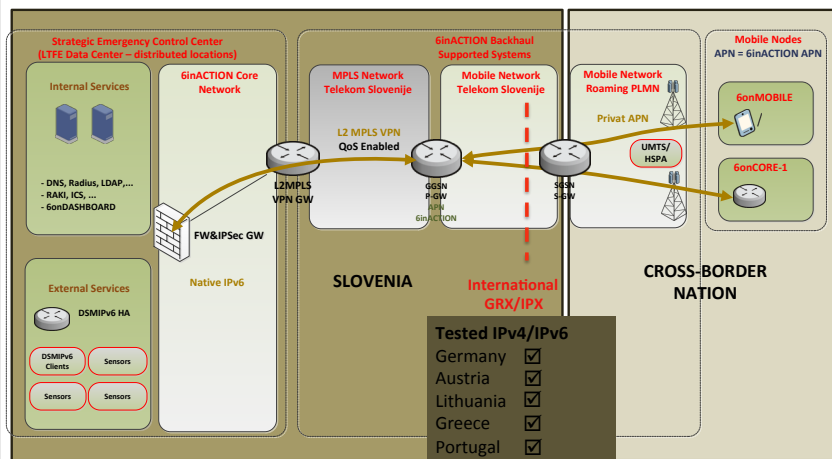 Strategic Emergency Control Center
(LTFE Data Center – distributed locations)
Internal Services
- DNS, Radius, LDAP,...
- RAKI, ICS, ...
- 6onDASHBOARD
External Services
DSMIPv6 HA
DSMIPv6
Clients
Sensors
Sensors
Sensors
6inACTION Core
Network
FW&IPSec GW
Native IPv6
L2MPLS
VPN GW
6inACTION Backhaul
Supported Systems
MPLS Network
Telekom Slovenije
L2 MPLS VPN
QoS Enabled
Mobile Network
Telekom Slovenije
GGSN
P-GW
APN
6inACTION
SLOVENIA
International
GRX/IPX
Mobile Network
Roaming PLMN
Privat APN
UMTS/
HSPA
SGSN
S-GW
CROSS-BORDER
NATION
Mobile Nodes
APN = 6inACTION APN
6onMOBILE
6onCORE-1
Tested IPv4/IPv6
Germany ☑
Austria ☑
Lithuania ☑
Greece ☑
Portugal ☑